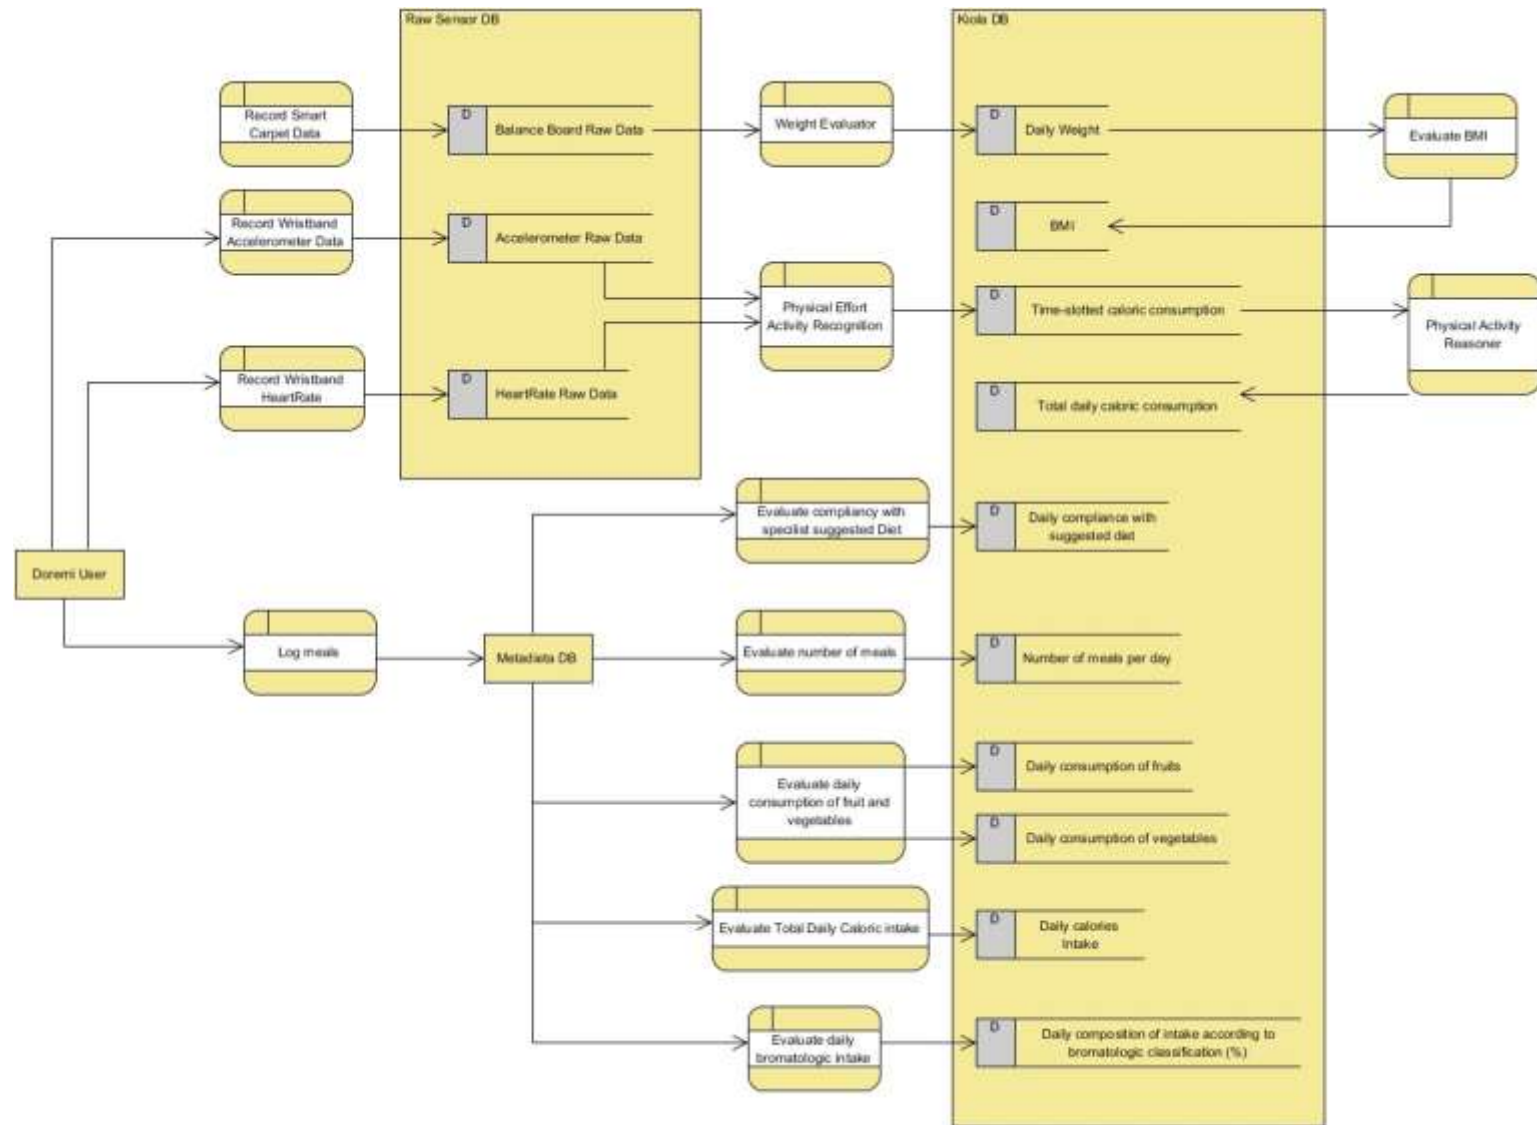 Raw Sensor DB
Kiola DB
Record Smart
Carpet Data
D
Balance Board Raw Data
Weight Evaluator
D
Daily Weight
Evaluate BMI
Record Wristband
Accelerometer Data
D
Accelerometer Raw Data
D
BMI
Physical Effort
Activity Recognition
D
Time-slotted caloric consumption
Physical Activity
Reasoner
Record Wristband
HeartRate
D
HeartRate Raw Data
D
Total daily caloric consumption
Evaluate compliancy with
specilist suggested Diet
D
Daily compliance with
suggested diet
Doremi User
Log meals
Metadata DB
Evaluate number of meals
D
Number of meals per day
Evaluate daily
consumption of fruit and
vegetables
D
Daily consumption of fruits
D
Daily consumption of vegetables
Evaluate Total Daily Caloric intake
D
Daily calories
Intake
Evaluate daily
bromatologic intake
D
Daily composition of intake according to
bromatologic classification (%)